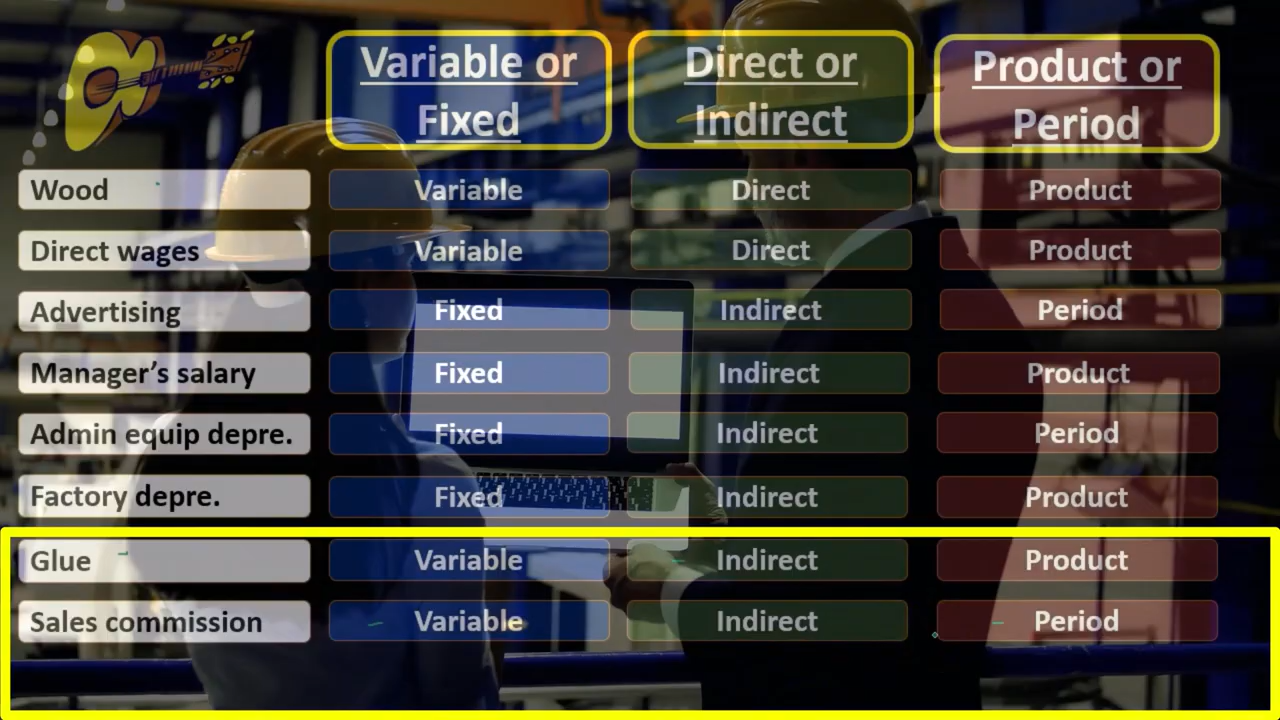 Variable or
Fixed
Direct or
Indirect
Product or
Period
Wood Variable Direct Product
Direct wages Variable Direct Product
Advertising Fixed Indirect Period
Manager's salary Fixed Indirect Product
Admin equip depre. Fixed Indirect Period
Factory depre. Fixed Indirect Product
Glue Variable Indirect Product
Sales commission Variable Indirect Period